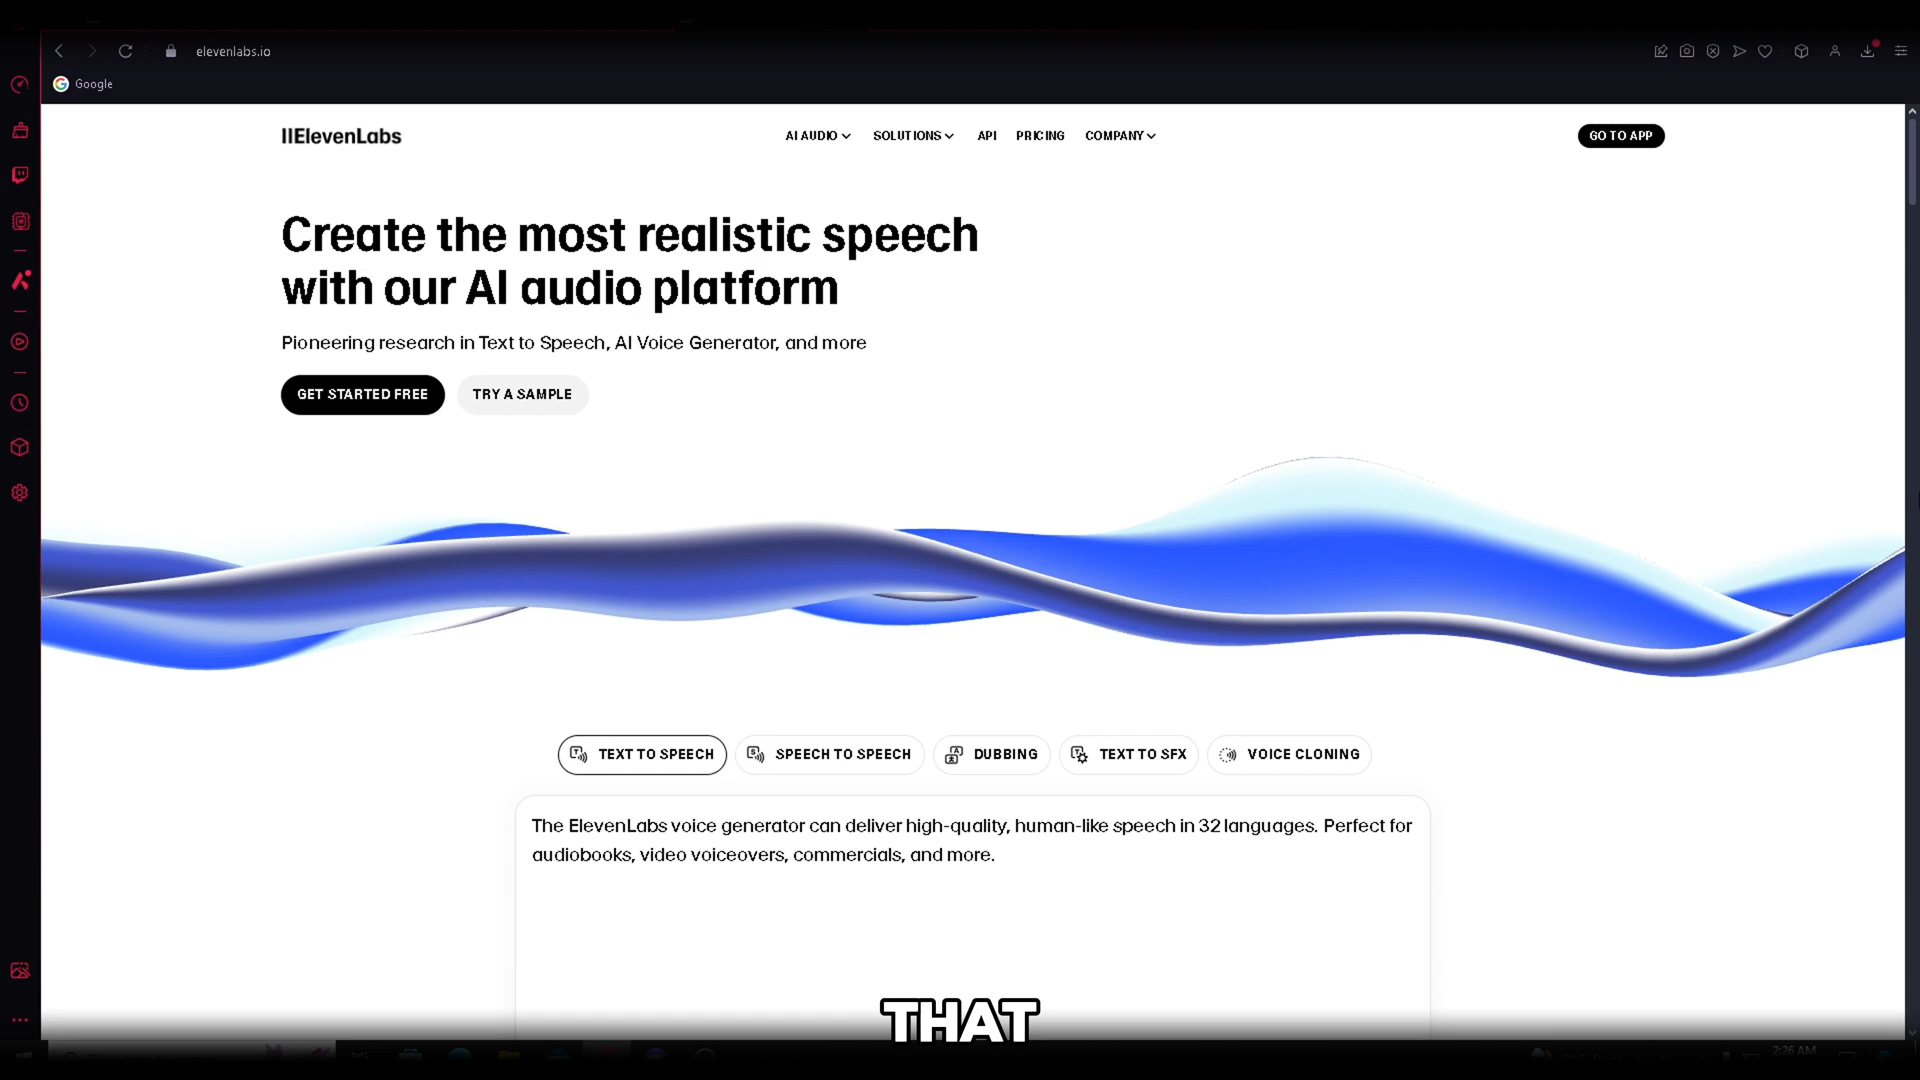 elevenlabs.io
Google
IIElevenLabs
AI AUDIO
SOLUTIONS
API
PRICING
COMPANY
GO TO APP
Create the most realistic speech
with our AI audio platform
Pioneering research in Text to Speech, AI Voice Generator, and more
GET STARTED FREE
TRY A SAMPLE
TEXT TO SPEECH
SPEECH TO SPEECH
DUBBING
TEXT TO SFX
VOICE CLONING
The ElevenLabs voice generator can deliver high-quality, human-like speech in 32 languages. Perfect for
audiobooks, video voiceovers, commercials, and more.
THAT
2:26 AM